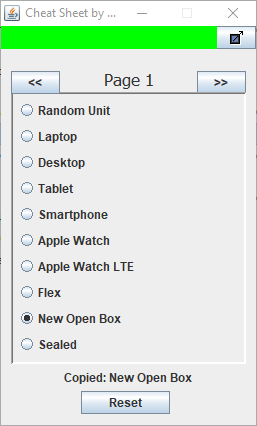 Cheat Sheet by ...
<< Page 1 >>
Random Unit
Laptop
Desktop
Tablet
Smartphone
Apple Watch
Apple Watch LTE
Flex
New Open Box
Sealed
Copied: New Open Box
Reset